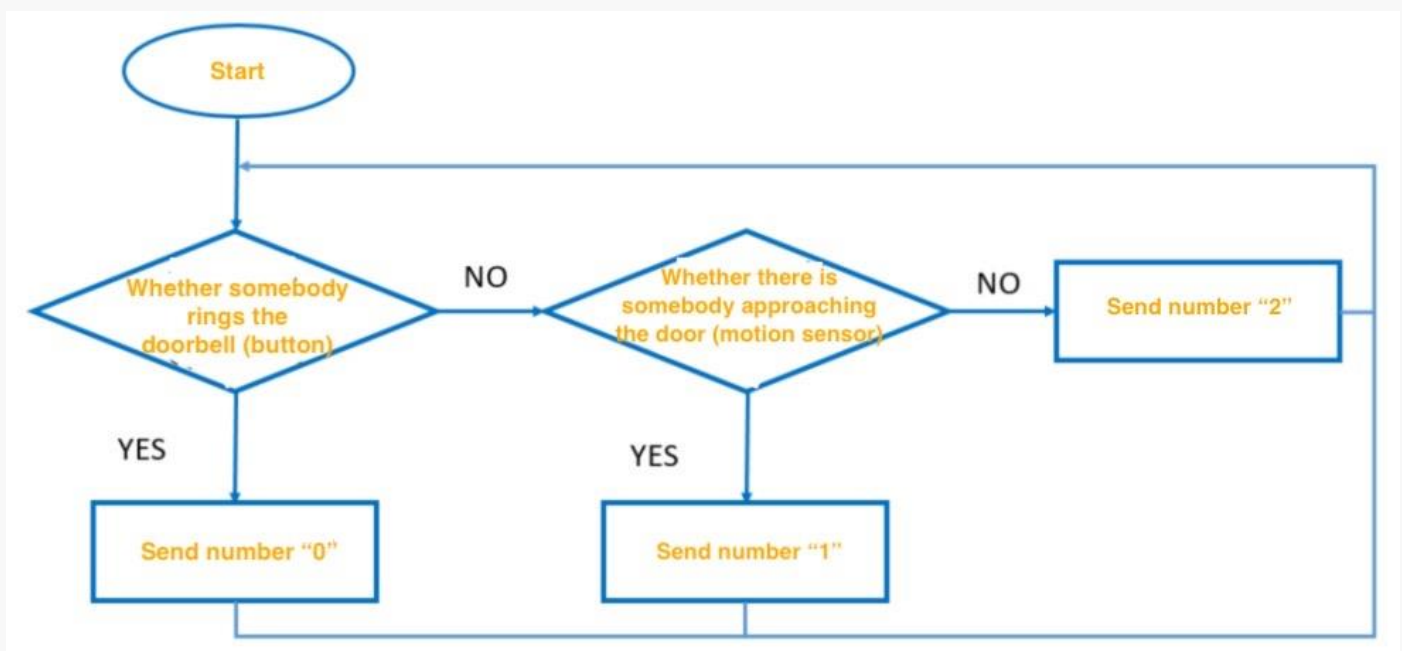 Start
Whether somebody
rings the
doorbell (button)
NO
Whether there is
somebody approaching
the door (motion sensor)
NO
Send number “2”
YES
YES
Send number “0”
Send number “1”